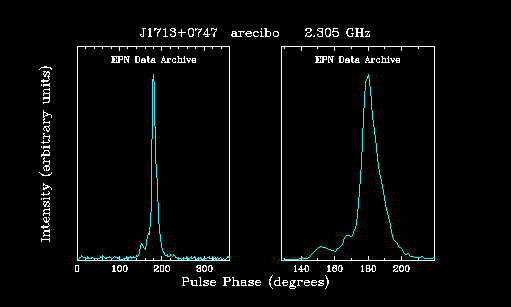 J1713+0747 arecibo 2.305 GHz
EPN Data Archive
EPN Data Archive
Intensity (arbitrary units)
0 100 200 300
140 160 180 200
Pulse Phase (degrees)